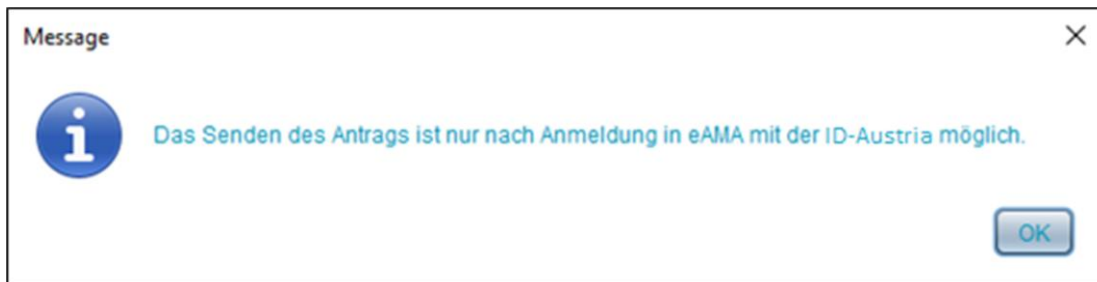 Message
Das Senden des Antrags ist nur nach Anmeldung in eAMA mit der ID-Austria möglich.
OK